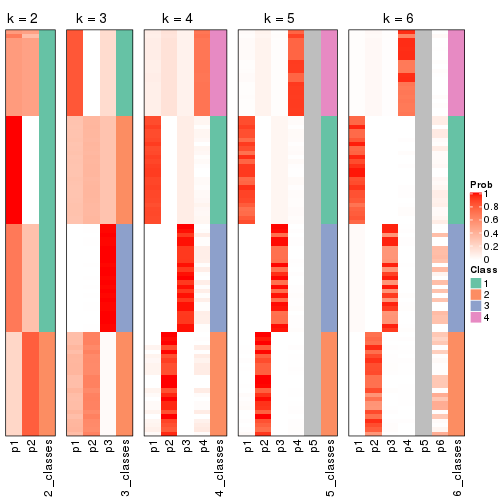 k = 2
k = 3
k = 4
k = 5
k = 6
Prob
1
0.8
0.6
0.4
0.2
0
Class
1
2
3
4
p1
p2
2_classes
p1
p2
p3
3_classes
p1
p2
p3
p4
4_classes
p1
p2
p3
p4
p5
5_classes
p1
p2
p3
p4
p5
p6
6_classes